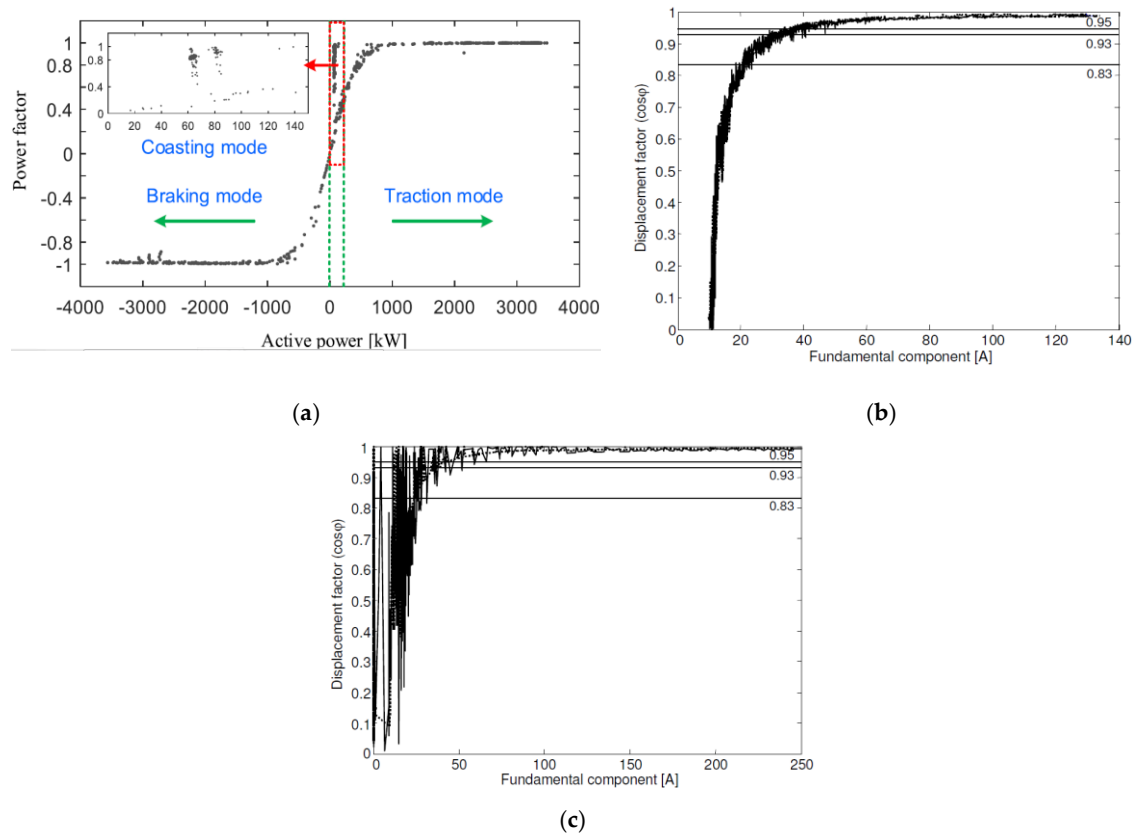 Power factor
1
0.8
0.4
0
-0.4
-0.8
-1
1
0.8
0.4
0
0 20 40 60 80 100 120 140
Coasting mode
Braking mode
Traction mode
-4000 -3000 -2000 -1000 0 1000 2000 3000 4000
Active power [kW]
(a)
Displacement factor (cosφ)
1
0.9
0.8
0.7
0.6
0.5
0.4
0.3
0.2
0.1
0
0.95
0.93
0.83
0 20 40 60 80 100 120 140
Fundamental component [A]
(b)
Displacement factor (cosφ)
1
0.9
0.8
0.7
0.6
0.5
0.4
0.3
0.2
0.1
0
0.95
0.93
0.83
0 50 100 150 200 250
Fundamental component [A]
(c)